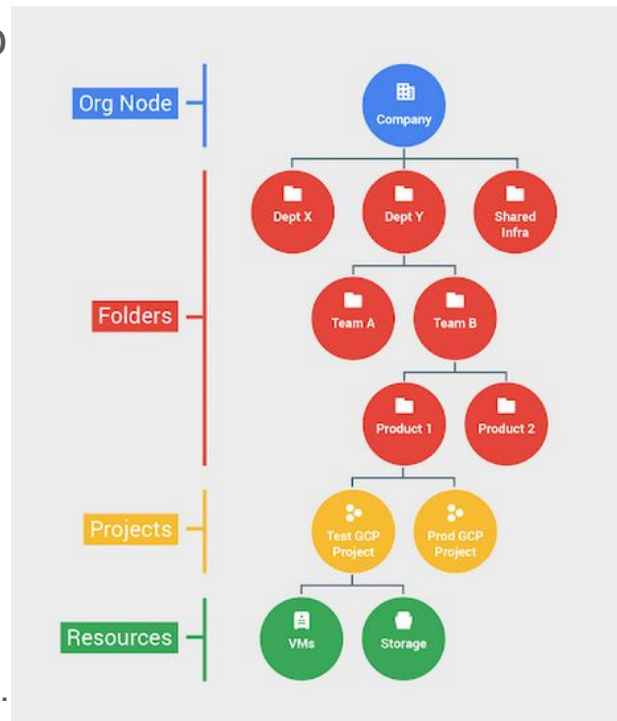 Org Node
Company
Dept X
Dept Y
Shared
Infra
Folders
Team A
Team B
Product 1
Product 2
Projects
Test GCP
Project
Prod GCP
Project
Resources
VMs
Storage